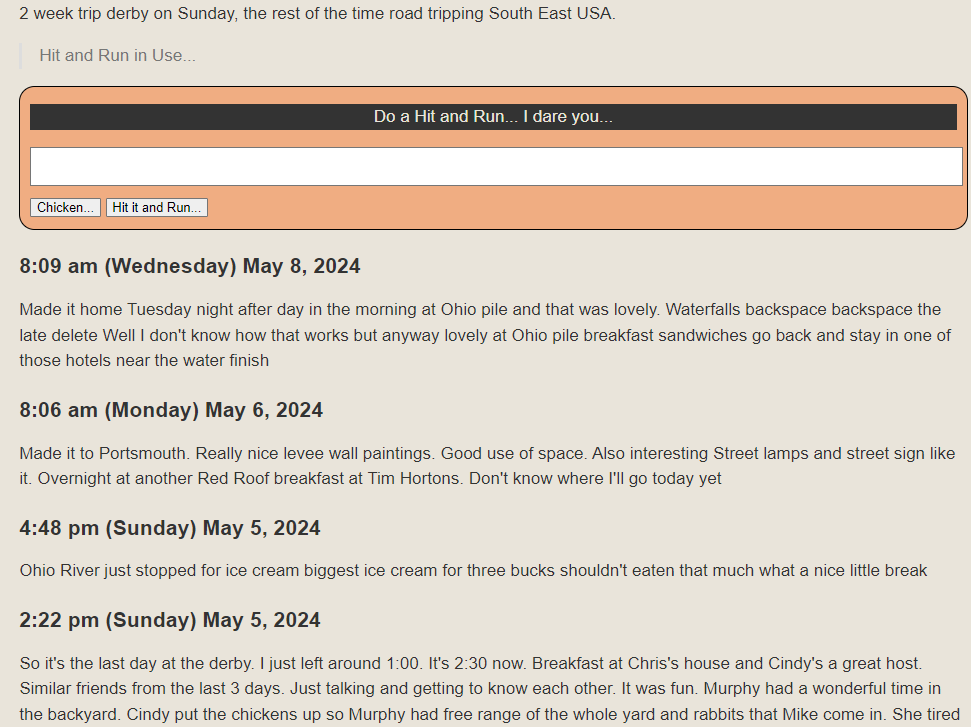 2 week trip derby on Sunday, the rest of the time road tripping South East USA.
Hit and Run in Use...
Do a Hit and Run... I dare you...
Chicken... Hit it and Run...
8:09 am (Wednesday) May 8, 2024
Made it home Tuesday night after day in the morning at Ohio pile and that was lovely. Waterfalls backspace backspace the
late delete Well I don't know how that works but anyway lovely at Ohio pile breakfast sandwiches go back and stay in one of
those hotels near the water finish
8:06 am (Monday) May 6, 2024
Made it to Portsmouth. Really nice levee wall paintings. Good use of space. Also interesting Street lamps and street sign like
it. Overnight at another Red Roof breakfast at Tim Hortons. Don't know where I'll go today yet
4:48 pm (Sunday) May 5, 2024
Ohio River just stopped for ice cream biggest ice cream for three bucks shouldn't eaten that much what a nice little break
2:22 pm (Sunday) May 5, 2024
So it's the last day at the derby. I just left around 1:00. It's 2:30 now. Breakfast at Chris's house and Cindy's a great host.
Similar friends from the last 3 days. Just talking and getting to know each other. It was fun. Murphy had a wonderful time in
the backyard. Cindy put the chickens up so Murphy had free range of the whole yard and rabbits that Mike come in. She tired